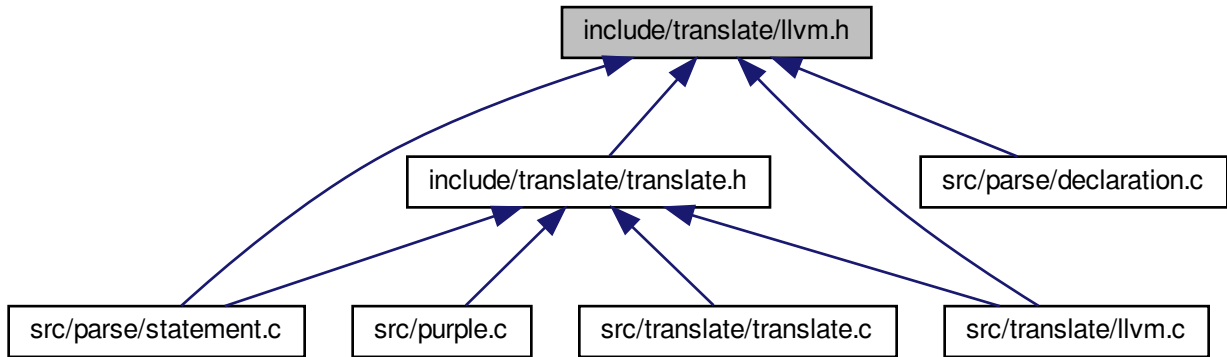 include/translate/llvm.h
include/translate/translate.h
src/parse/declaration.c
src/parse/statement.c
src/purple.c
src/translate/translate.c
src/translate/llvm.c